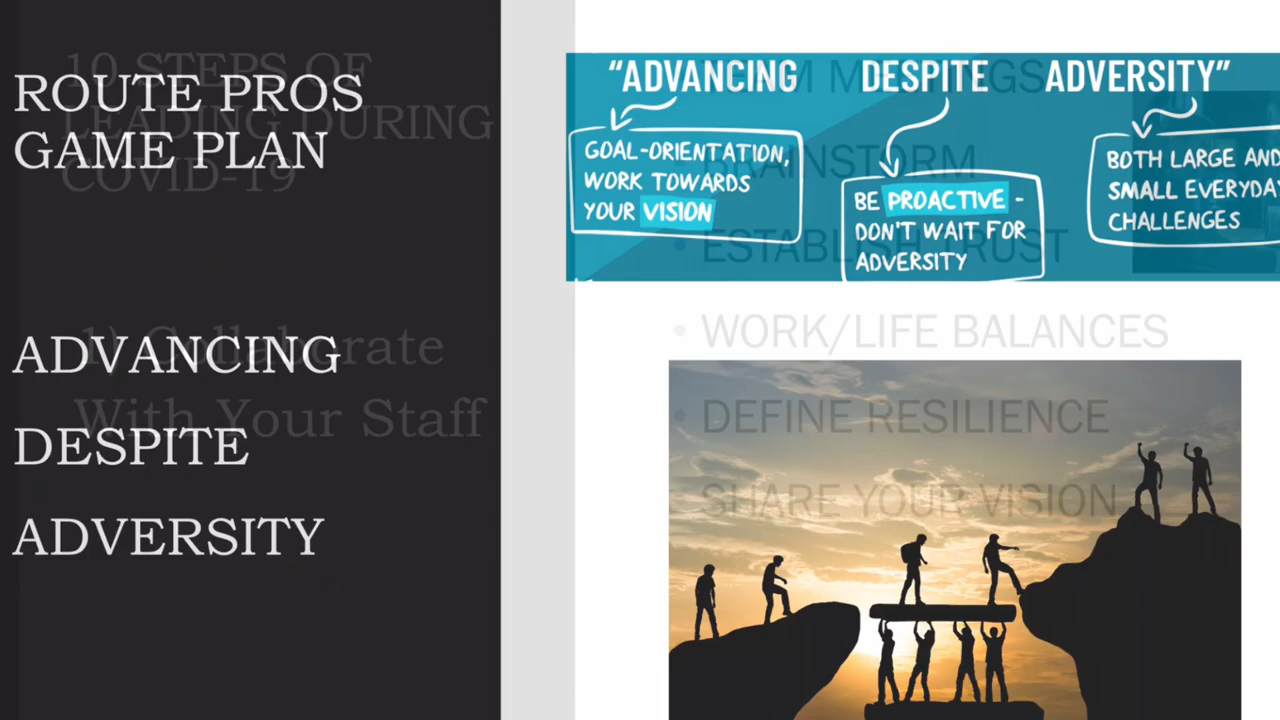 ROUTE PROS
GAME PLAN
ADVANCING
DESPITE
ADVERSITY
10 STEPS OF
LEADING DURING
COVID-19
1) Collaborate
With Your Staff
“ADVANCING DESPITE ADVERSITY”
GOAL-ORIENTATION,
WORK TOWARDS
YOUR VISION
BE PROACTIVE -
DON'T WAIT FOR
ADVERSITY
BOTH LARGE AND
SMALL EVERYDAY
CHALLENGES
MEETINGS
BRAINSTORM
• ESTABLISH TRUST
• WORK/LIFE BALANCES
• DEFINE RESILIENCE
• SHARE YOUR VISION